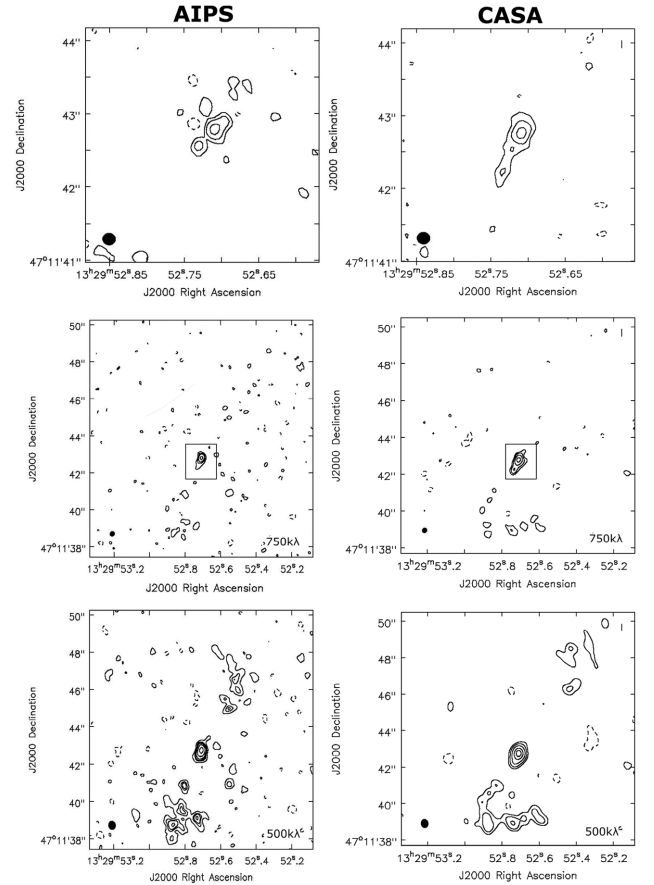 AIPS
CASA
44''
43''
42''
47°11'41''
J2000 Declination
13ʰ29ᵐ52ˢ.85
52ˢ.75
52ˢ.65
J2000 Right Ascension
44''
43''
42''
47°11'41''
J2000 Declination
13ʰ29ᵐ52ˢ.85
52ˢ.75
52ˢ.65
J2000 Right Ascension
50''
48''
46''
44''
42''
40''
47°11'38''
J2000 Declination
750kλ
13ʰ29ᵐ53ˢ.2
52ˢ.8
52ˢ.6
52ˢ.4
52ˢ.2
J2000 Right Ascension
50''
48''
46''
44''
42''
40''
47°11'38''
J2000 Declination
750kλ
13ʰ29ᵐ53ˢ.2
52ˢ.8
52ˢ.6
52ˢ.4
52ˢ.2
J2000 Right Ascension
50''
48''
46''
44''
42''
40''
47°11'38''
J2000 Declination
500kλ
13ʰ29ᵐ53ˢ.2
52ˢ.8
52ˢ.6
52ˢ.4
52ˢ.2
J2000 Right Ascension
50''
48''
46''
44''
42''
40''
47°11'38''
J2000 Declination
500kλ
13ʰ29ᵐ53ˢ.2
52ˢ.8
52ˢ.6
52ˢ.4
52ˢ.2
J2000 Right Ascension